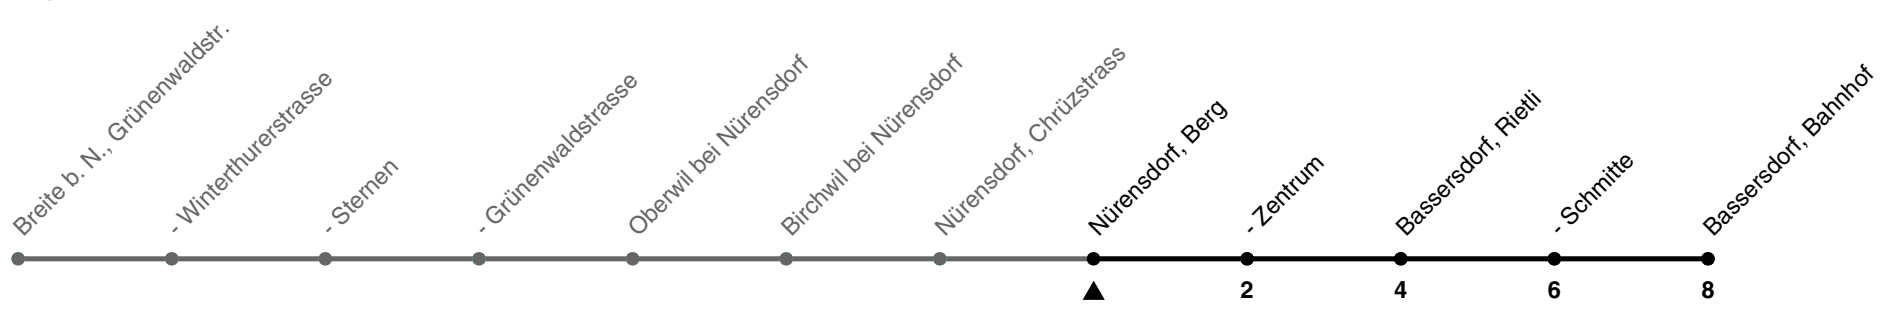 Breite b. N., Grünenwaldstr.
- Winterthurerstrasse
- Sternen
- Grünenwaldstrasse
Oberwil bei Nürensdorf
Birchwil bei Nürensdorf
Nürensdorf, Chrüzstrass
Nürensdorf, Berg
- Zentrum
Bassersdorf, Rietli
- Schmitte
Bassersdorf, Bahnhof
2 4 6 8